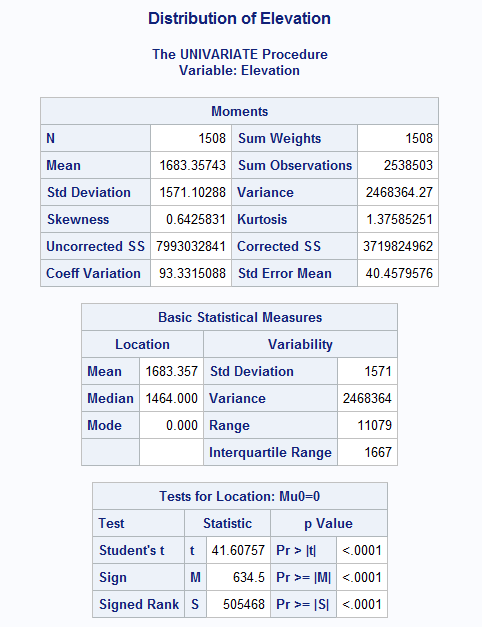 Distribution of Elevation
The UNIVARIATE Procedure
Variable: Elevation
Moments
N 1508 Sum Weights 1508
Mean 1683.35743 Sum Observations 2538503
Std Deviation 1571.10288 Variance 2468364.27
Skewness 0.6425831 Kurtosis 1.37585251
Uncorrected SS 7993032841 Corrected SS 3719824962
Coeff Variation 93.3315088 Std Error Mean 40.4579576
Basic Statistical Measures
Location Variability
Mean 1683.357 Std Deviation 1571
Median 1464.000 Variance 2468364
Mode 0.000 Range 11079
Interquartile Range 1667
Tests for Location: Mu0=0
Test Statistic p Value
Student's t t 41.60757 Pr > |t| <.0001
Sign M 634.5 Pr >= |M| <.0001
Signed Rank S 505468 Pr >= |S| <.0001